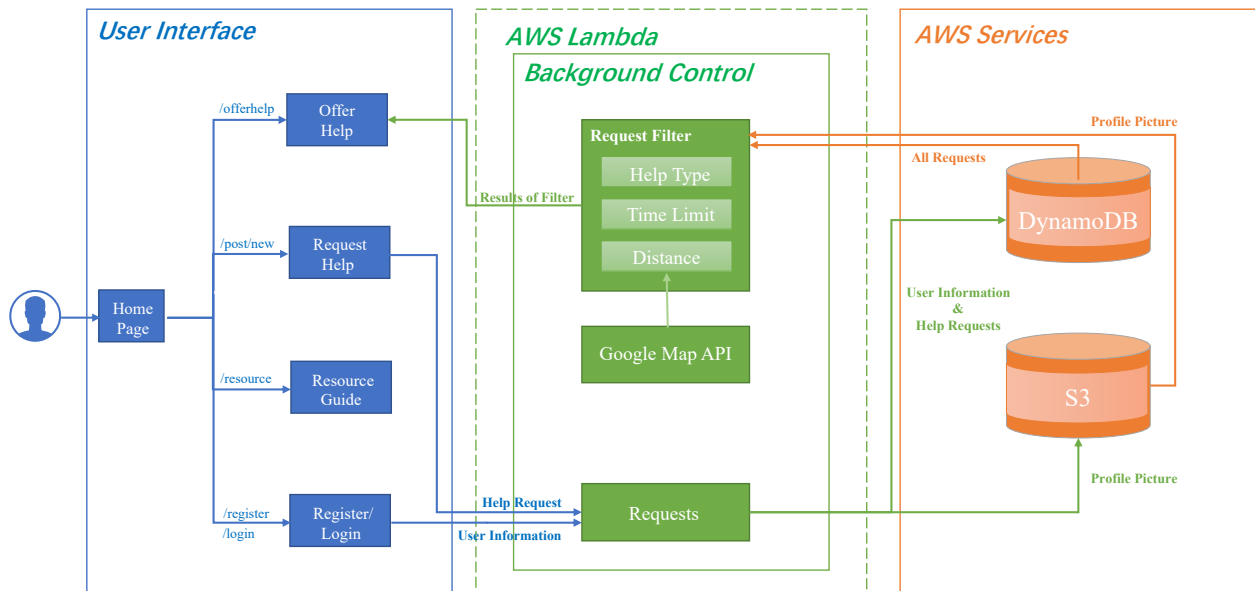 User Interface
AWS Lambda
Background Control
AWS Services
/offerhelp
Offer
Help
Results of Filter
Request Filter
Help Type
Time Limit
Distance
Profile Picture
All Requests
DynamoDB
/post/new
Request
Help
Home
Page
Google Map API
User Information
&
Help Requests
/resource
Resource
Guide
S3
/register
/login
Register/
Login
Help Request
User Information
Requests
Profile Picture